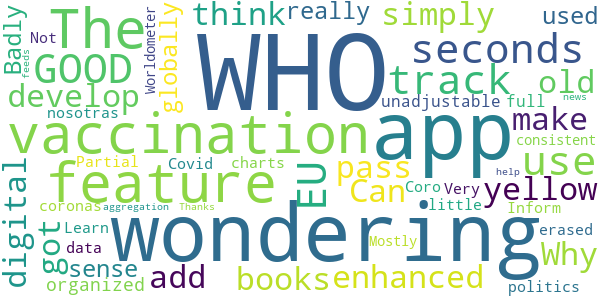 Badly Not The GOOD develop nosotras
Worldometer globally
feeds
think really simply used
WHO
seconds
track old
unadjustable full news
vaccination app make
consistent
Partial Covid charts
feature EU pass use
Can Coro Very yellow
digital
coronas
aggregation Thanks
wondering
help
little Inform Why
got Learn data sense
Mostly
erased
organized add books enhanced politics